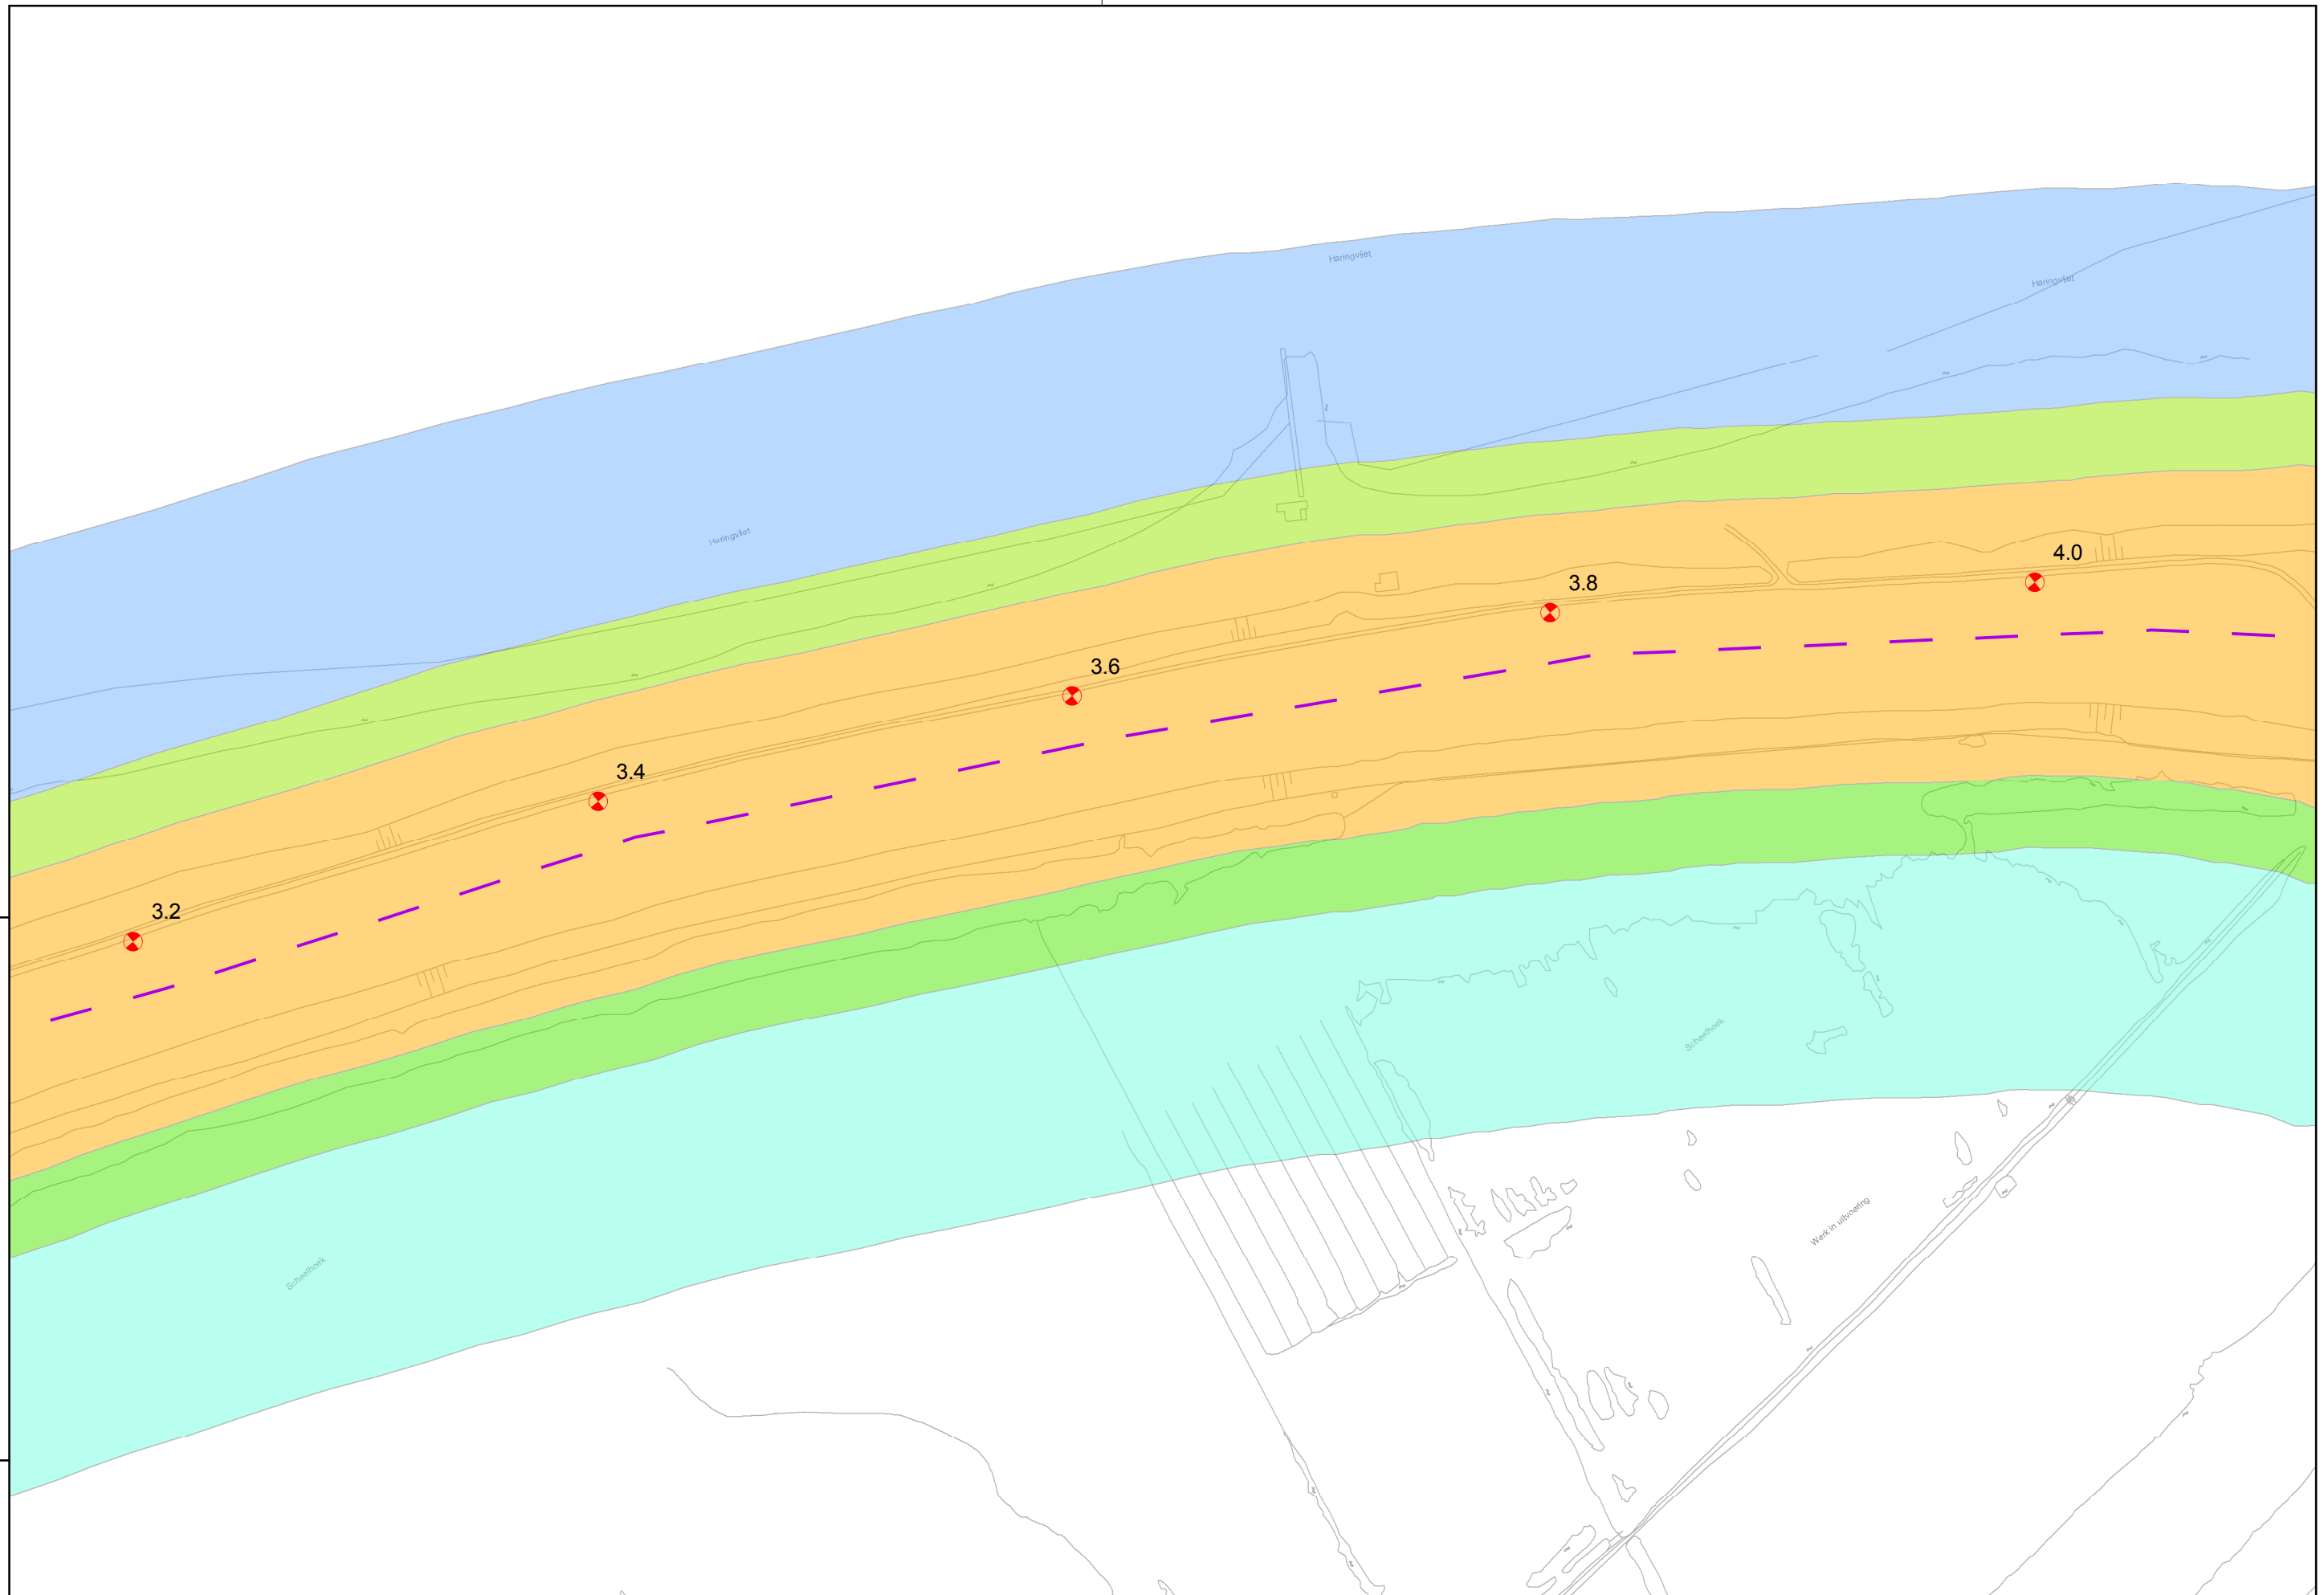 Haringvliet
Haringvliet
Haringvliet
4.0
3.8
3.6
3.4
3.2
Scheelhoek
Werk in uitvoering
Scheelhoek